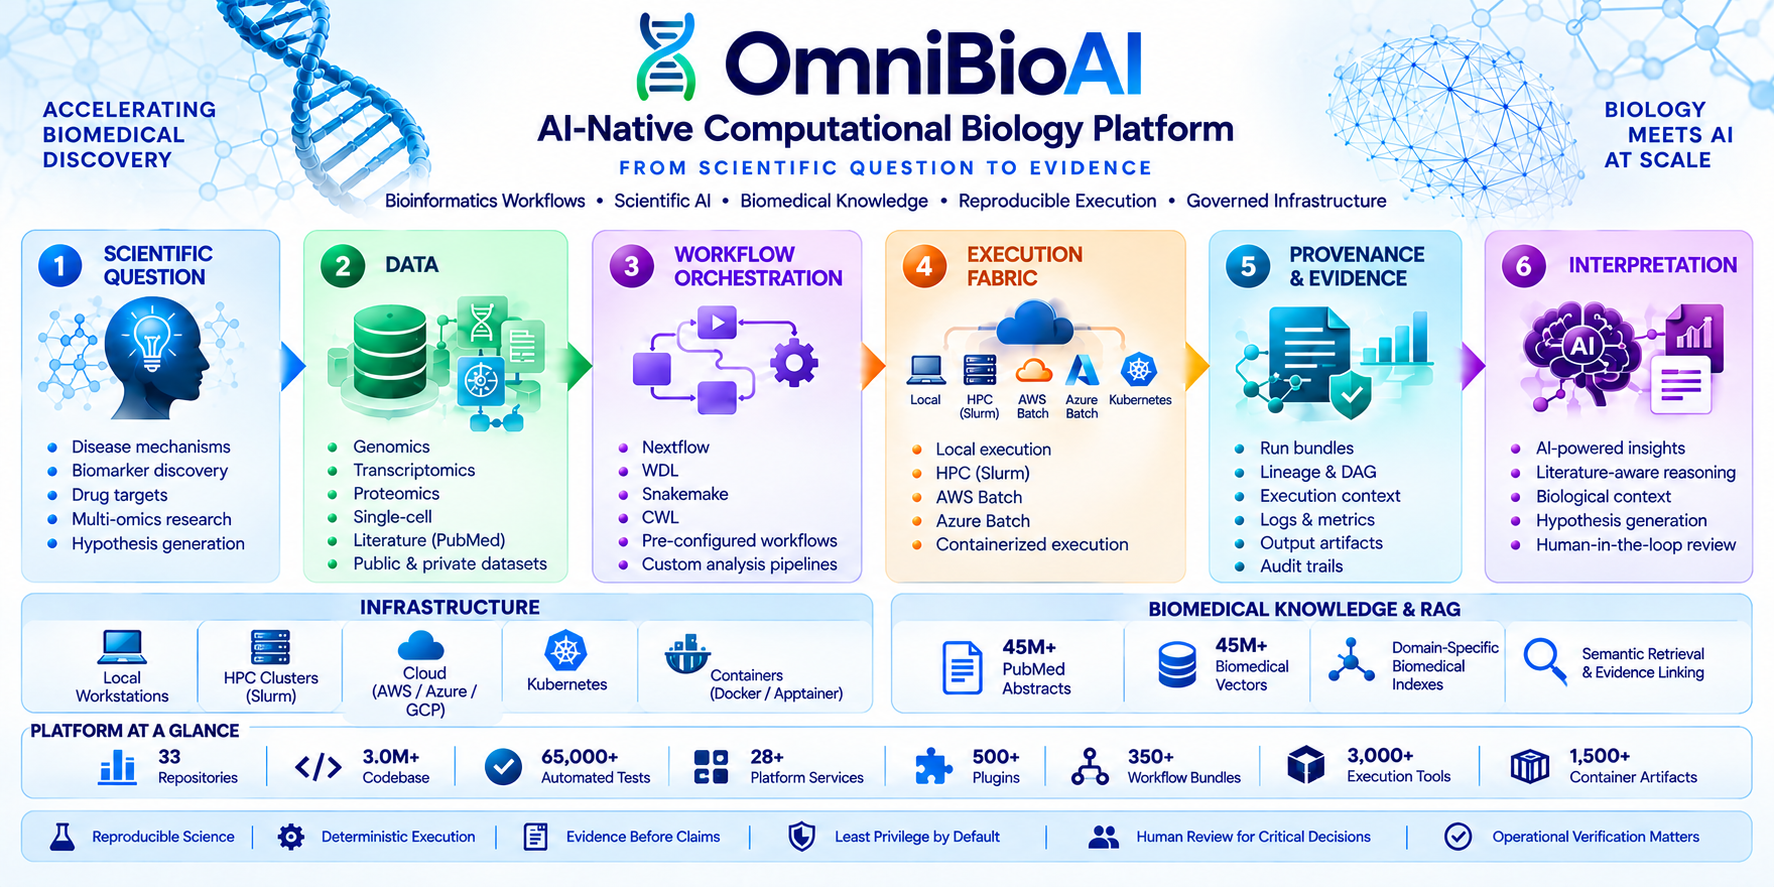 ACCELERATING
BIOMEDICAL
DISCOVERY
OmniBioAI
AI-Native Computational Biology Platform
FROM SCIENTIFIC QUESTION TO EVIDENCE
Bioinformatics Workflows • Scientific AI • Biomedical Knowledge • Reproducible Execution • Governed Infrastructure
BIOLOGY
MEETS AI
AT SCALE
1
SCIENTIFIC
QUESTION
Disease mechanisms
Biomarker discovery
Drug targets
Multi-omics research
Hypothesis generation
2
DATA
Genomics
Transcriptomics
Proteomics
Single-cell
Literature (PubMed)
Public & private datasets
3
WORKFLOW
ORCHESTRATION
Nextflow
WDL
Snakemake
CWL
Pre-configured workflows
Custom analysis pipelines
4
EXECUTION
FABRIC
Local
HPC
(Slurm)
AWS
Batch
Azure
Batch
Kubernetes
Local execution
HPC (Slurm)
AWS Batch
Azure Batch
Containerized execution
5
PROVENANCE
& EVIDENCE
Run bundles
Lineage & DAG
Execution context
Logs & metrics
Output artifacts
Audit trails
6
INTERPRETATION
AI
AI-powered insights
Literature-aware reasoning
Biological context
Hypothesis generation
Human-in-the-loop review
INFRASTRUCTURE
Local
Workstations
HPC Clusters
(Slurm)
Cloud
(AWS / Azure /
GCP)
Kubernetes
Containers
(Docker / Apptainer)
BIOMEDICAL KNOWLEDGE & RAG
45M+
PubMed
Abstracts
45M+
Biomedical
Vectors
Domain-Specific
Biomedical
Indexes
Semantic Retrieval
& Evidence Linking
PLATFORM AT A GLANCE
33
Repositories
3.0M+
Codebase
65,000+
Automated Tests
28+
Platform Services
500+
Plugins
350+
Workflow Bundles
3,000+
Execution Tools
1,500+
Container Artifacts
Reproducible Science
Deterministic Execution
Evidence Before Claims
Least Privilege by Default
Human Review for Critical Decisions
Operational Verification Matters